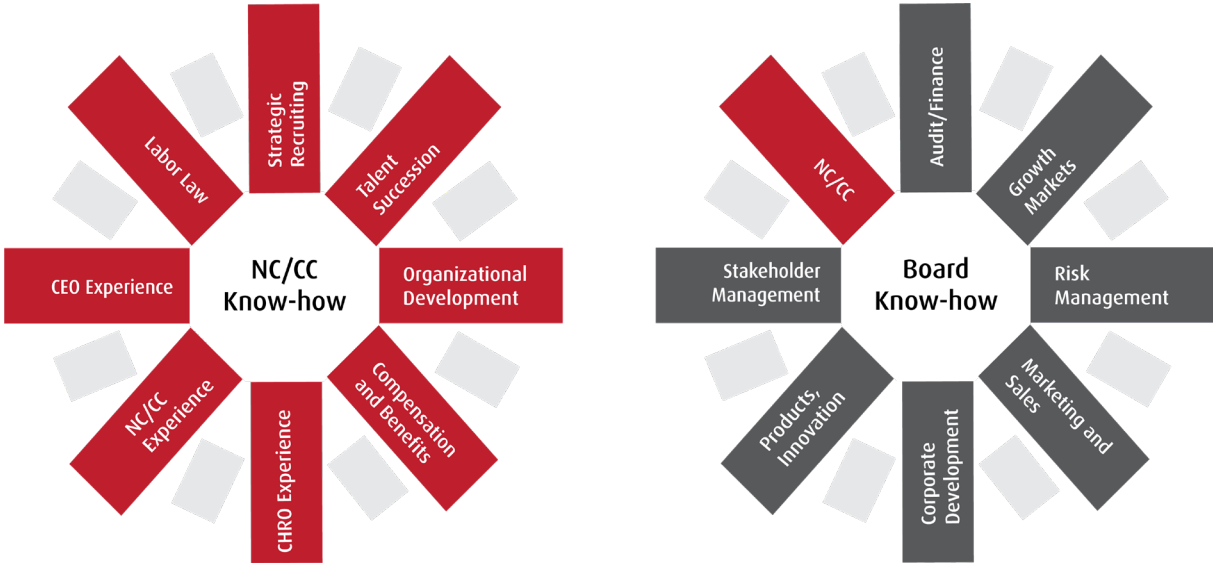 NC/CC
Know-how
Strategic
Recruiting
Talent
Succession
Organizational
Development
Compensation
and Benefits
CHRO Experience
NC/CC
Experience
CEO Experience
Labor Law
Board
Know-how
Audit/Finance
Growth
Markets
Risk
Management
Marketing and
Sales
Corporate
Development
Products,
Innovation
Stakeholder
Management
NC/CC